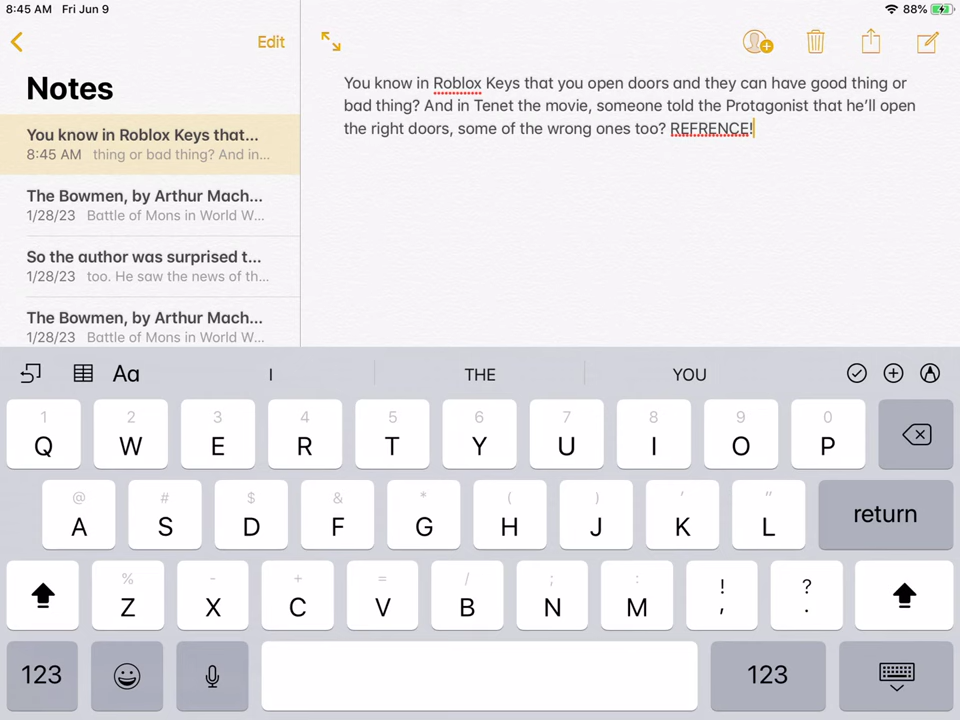 8:45 AM Fri Jun 9 88%
Edit
Notes
You know in Roblox Keys that...
8:45 AM thing or bad thing? And in...
The Bowmen, by Arthur Mach...
1/28/23 Battle of Mons in World W...
So the author was surprised t...
1/28/23 too. He saw the news of th...
The Bowmen, by Arthur Mach...
1/28/23 Battle of Mons in World W...
You know in Roblox Keys that you open doors and they can have good thing or
bad thing? And in Tenet the movie, someone told the Protagonist that he’ll open
the right doors, some of the wrong ones too? REFRENCE!
Aa I THE YOU
1 2 3 4 5 6 7 8 9 0
Q W E R T Y U I O P
@ # $ & * ( ) ' "
A S D F G H J K L return
% - + = / ; : ! ?
Z X C V B N M , .
123 123